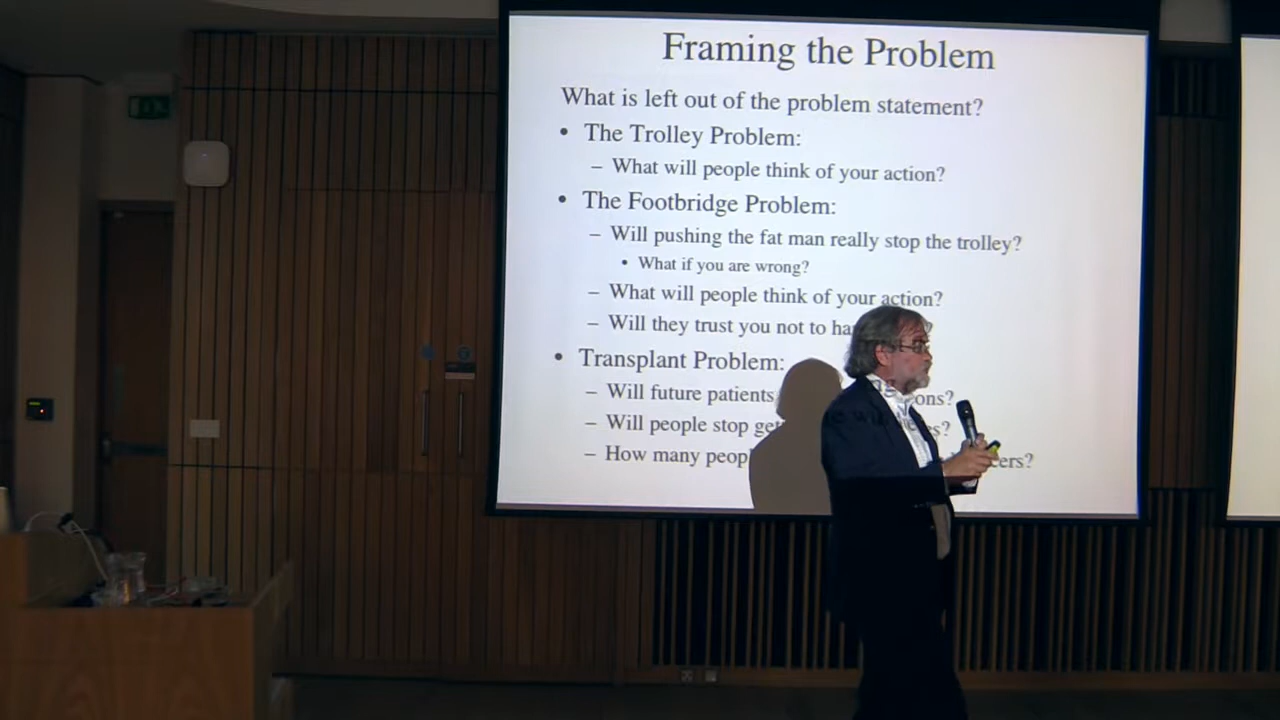 Framing the Problem
What is left out of the problem statement?
• The Trolley Problem:
– What will people think of your action?
• The Footbridge Problem:
– Will pushing the fat man really stop the trolley?
• What if you are wrong?
– What will people think of your action?
– Will they trust you not to
• Transplant Problem:
– Will future patients
– Will people stop
– How many